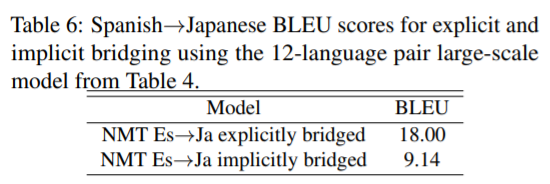 Table 6: Spanish→Japanese BLEU scores for explicit and
implicit bridging using the 12-language pair large-scale
model from Table 4.
Model BLEU
NMT Es→Ja explicitly bridged 18.00
NMT Es→Ja implicitly bridged 9.14